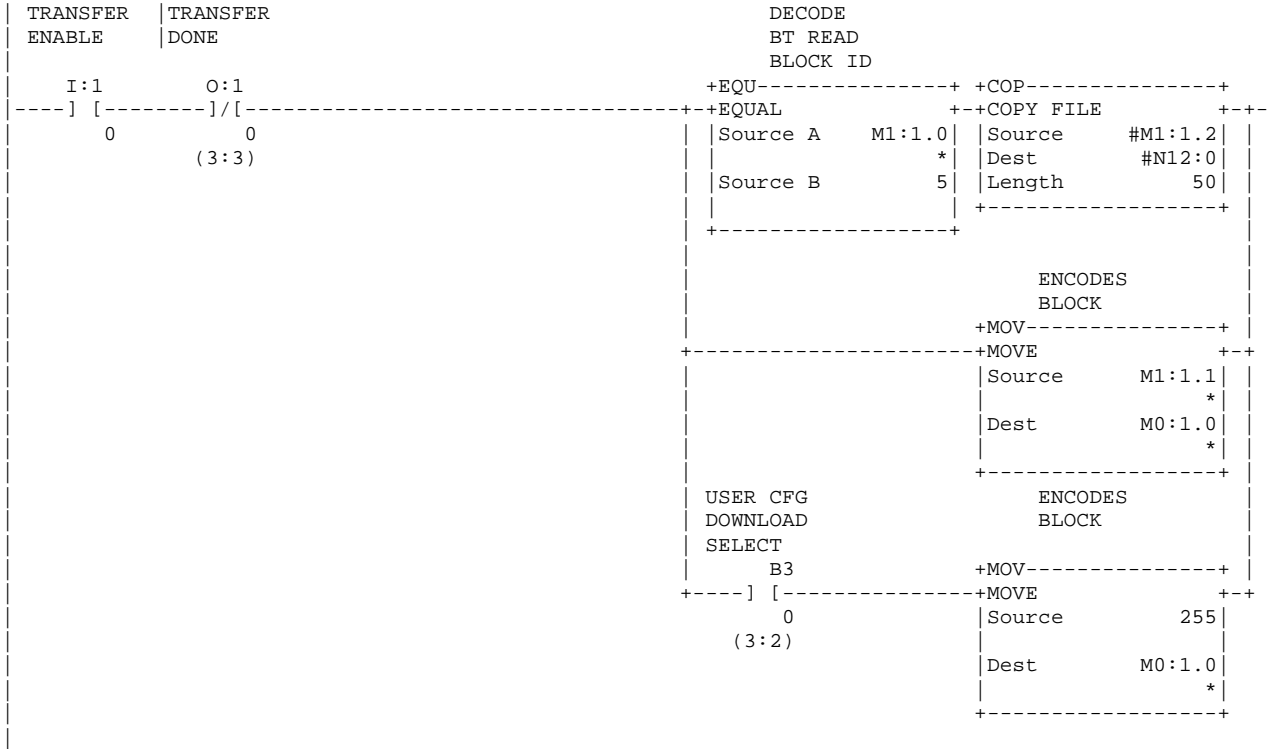 | TRANSFER |TRANSFER DECODE
| ENABLE |DONE BT READ
| BLOCK ID
| I:1 O:1 +EQU---------------+ +COP---------------+
|----] [--------]/[------------------------------------+-+EQUAL +-+COPY FILE +-+-
| 0 0 | |Source A M1:1.0| |Source #M1:1.2| |
| (3:3) | | *| |Dest #N12:0| |
| | |Source B 5| |Length 50| |
| | | | +------------------+ |
| | +------------------+ |
| | |
| | ENCODES |
| | BLOCK |
| | +MOV---------------+ |
| +----------------------+MOVE +-+
| | |Source M1:1.1| |
| | | *| |
| | |Dest M0:1.0| |
| | | *| |
| | +------------------+ |
| | USER CFG ENCODES |
| | DOWNLOAD BLOCK |
| | SELECT |
| | B3 +MOV---------------+ |
| +----] [---------------+MOVE +-+
| 0 |Source 255|
| (3:2) | |
| |Dest M0:1.0|
| | *|
| +------------------+
|